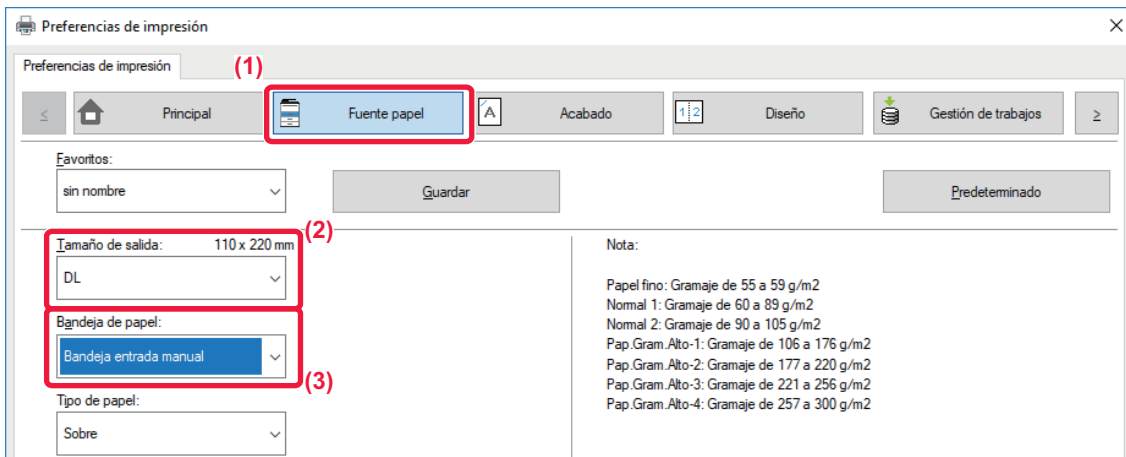 Preferencias de impresión
Preferencias de impresión
(1)
≤ Principal Fuente papel A Acabado 1 2 Diseño Gestión de trabajos ≥
Favoritos:
sin nombre Guardar Predeterminado
(2)
Tamaño de salida: 110 x 220 mm
DL
Bandeja de papel:
Bandeja entrada manual
(3)
Tipo de papel:
Sobre
Nota:
Papel fino: Gramaje de 55 a 59 g/m2
Normal 1: Gramaje de 60 a 89 g/m2
Normal 2: Gramaje de 90 a 105 g/m2
Pap.Gram.Alto-1: Gramaje de 106 a 176 g/m2
Pap.Gram.Alto-2: Gramaje de 177 a 220 g/m2
Pap.Gram.Alto-3: Gramaje de 221 a 256 g/m2
Pap.Gram.Alto-4: Gramaje de 257 a 300 g/m2